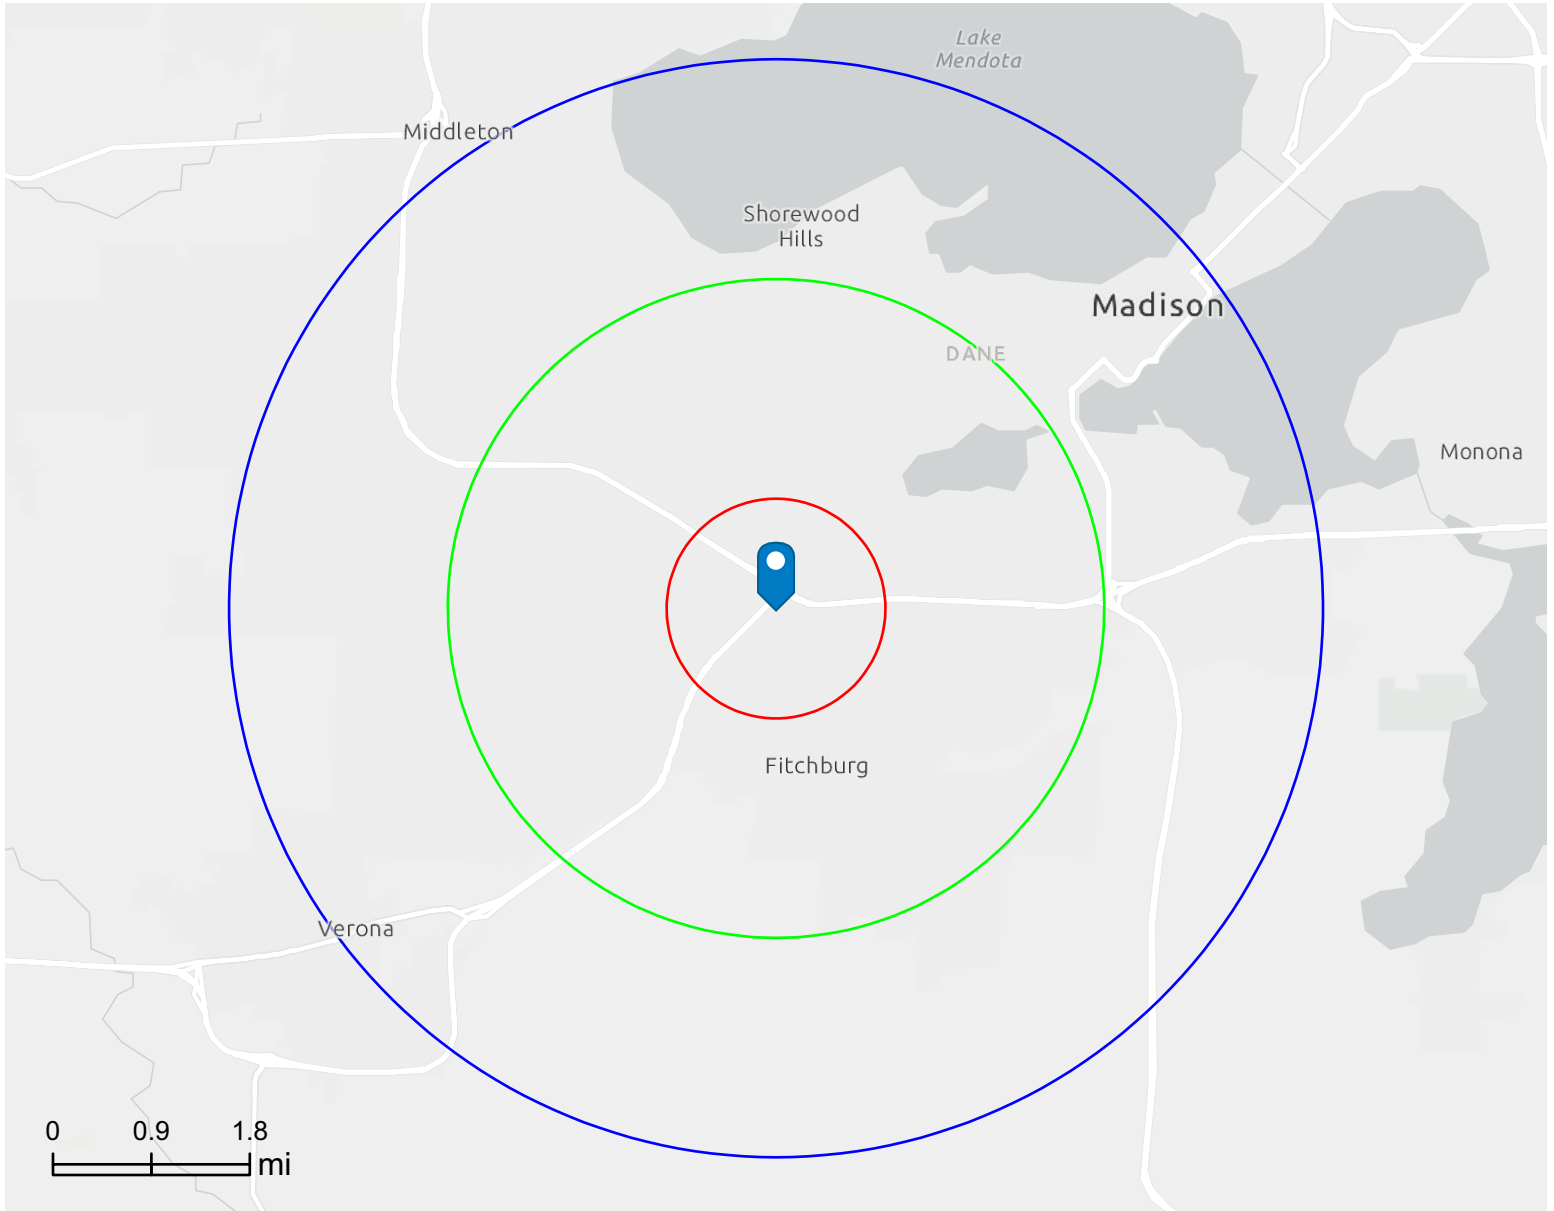 Lake
Mendota
Middleton
Shorewood
Hills
Madison
DANE
Monona
Fitchburg
Verona
0 0.9 1.8
mi